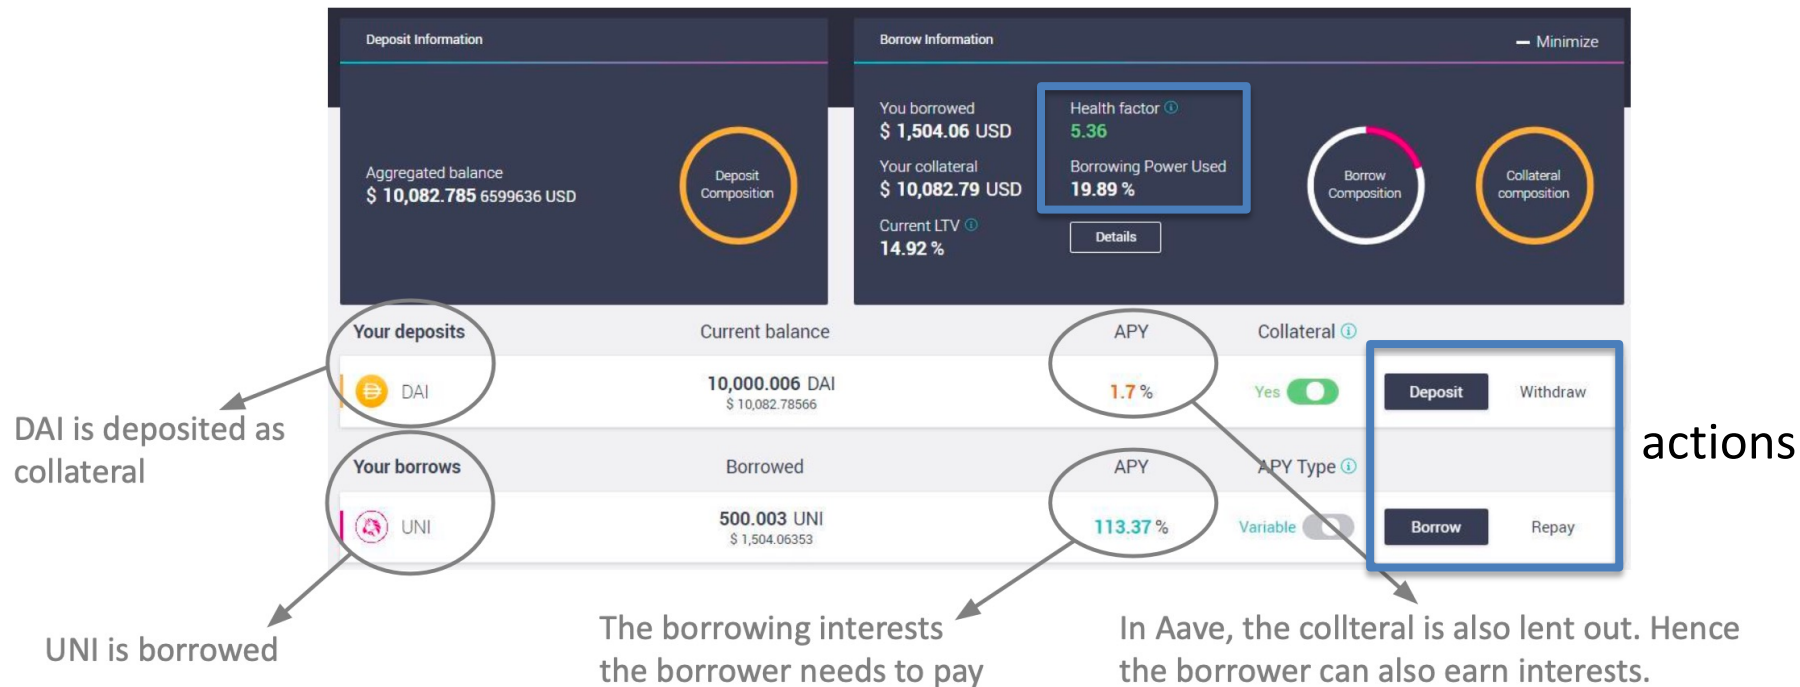 Deposit Information
Borrow Information
Minimize
Aggregated balance
$ 10,082.785 6599636 USD
Deposit
Composition
You borrowed
$ 1,504.06 USD
Your collateral
$ 10,082.79 USD
Current LTV
14.92 %
Health factor
5.36
Borrowing Power Used
19.89 %
Details
Borrow
Composition
Collateral
composition
Your deposits
Current balance
APY
Collateral
DAI
10,000.006 DAI
$ 10,082.78566
1.7 %
Yes
Deposit
Withdraw
Your borrows
Borrowed
APY
APY Type
UNI
500.003 UNI
$ 1,504.06353
113.37 %
Variable
Borrow
Repay
actions
DAI is deposited as
collateral
UNI is borrowed
The borrowing interests
the borrower needs to pay
In Aave, the collteral is also lent out. Hence
the borrower can also earn interests.